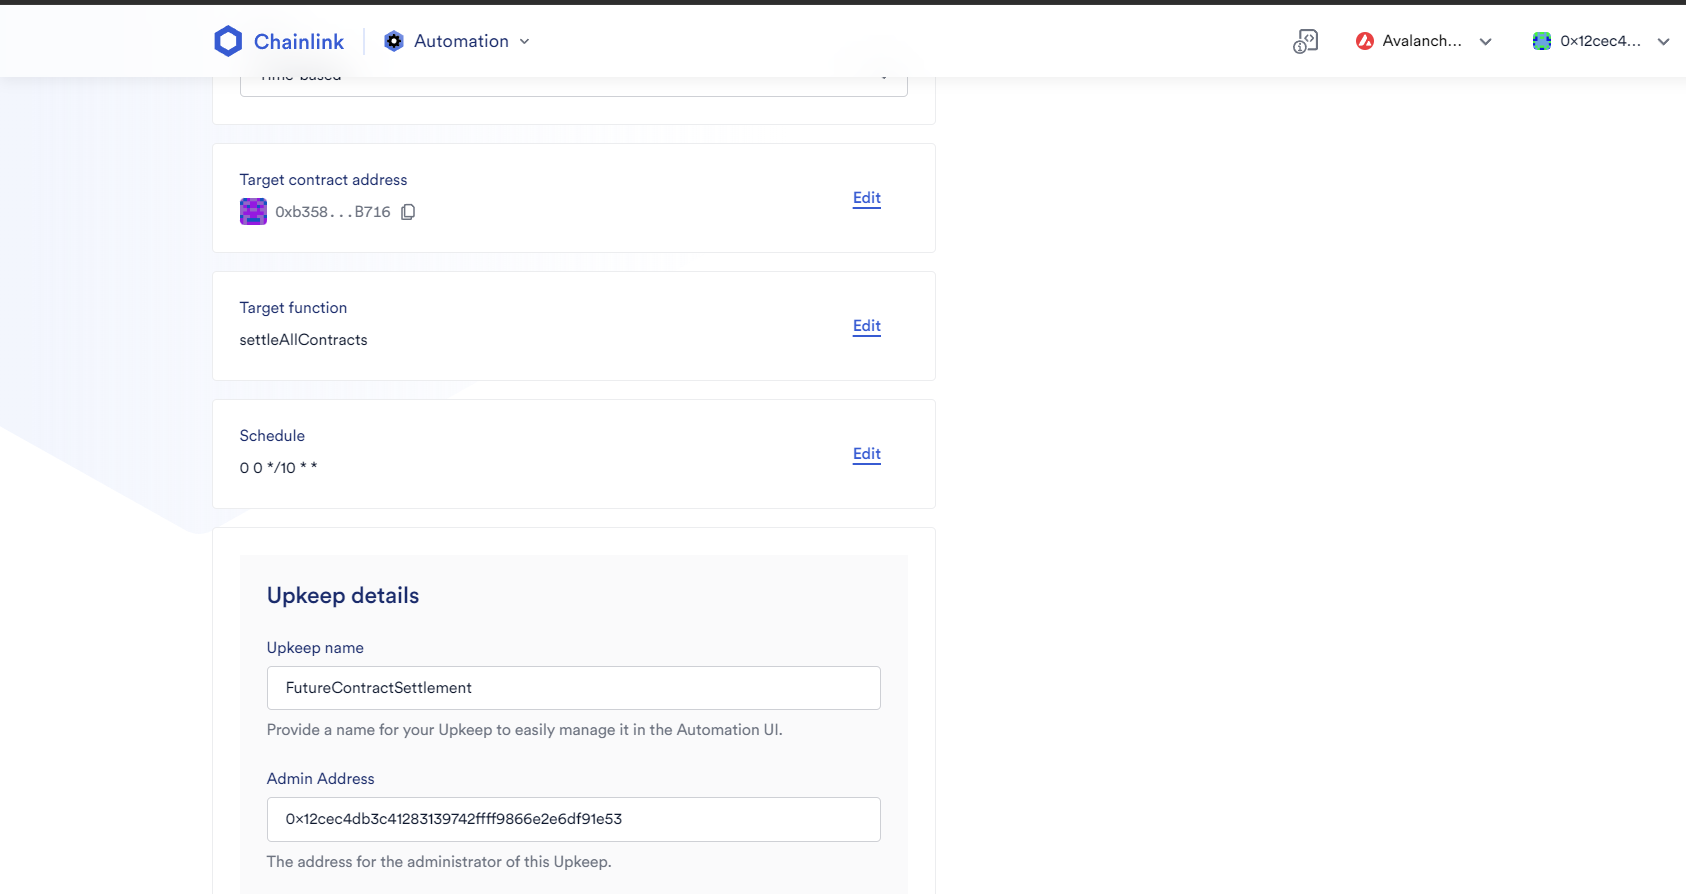 Chainlink
Automation
Avalanch...
0x12cec4...
Time-based
Target contract address
0xb358...B716
Edit
Target function
settleAllContracts
Edit
Schedule
0 0 */10 * *
Edit
Upkeep details
Upkeep name
FutureContractSettlement
Provide a name for your Upkeep to easily manage it in the Automation UI.
Admin Address
0x12cec4db3c41283139742ffff9866e2e6df91e53
The address for the administrator of this Upkeep.